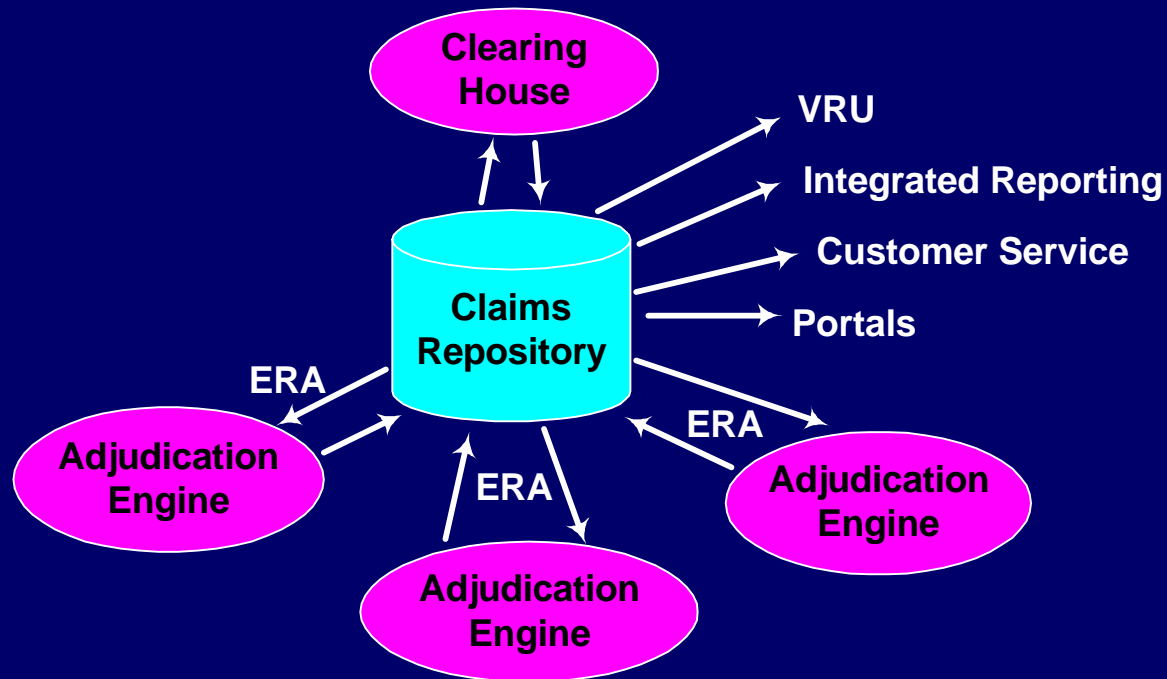 Clearing
House
VRU
Integrated Reporting
Customer Service
Portals
Claims
Repository
ERA
Adjudication
Engine
ERA
Adjudication
Engine
ERA
Adjudication
Engine